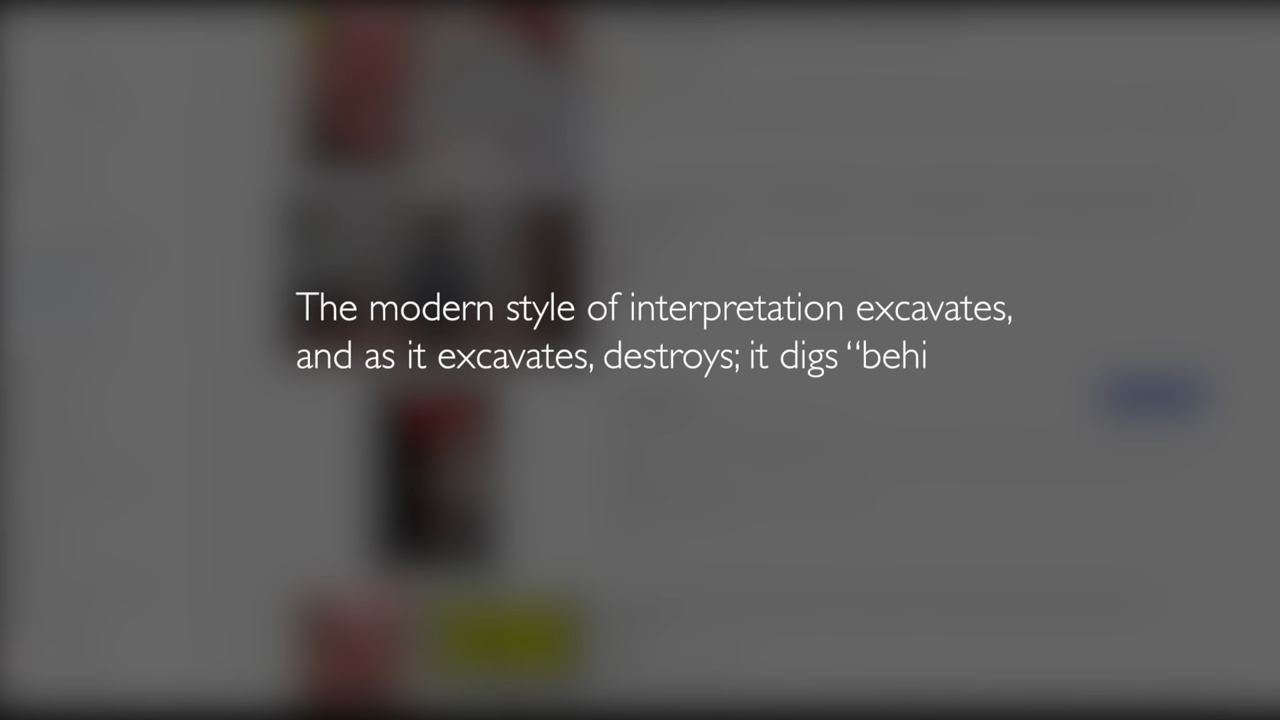 The modern style of interpretation excavates,
and as it excavates, destroys; it digs “behi